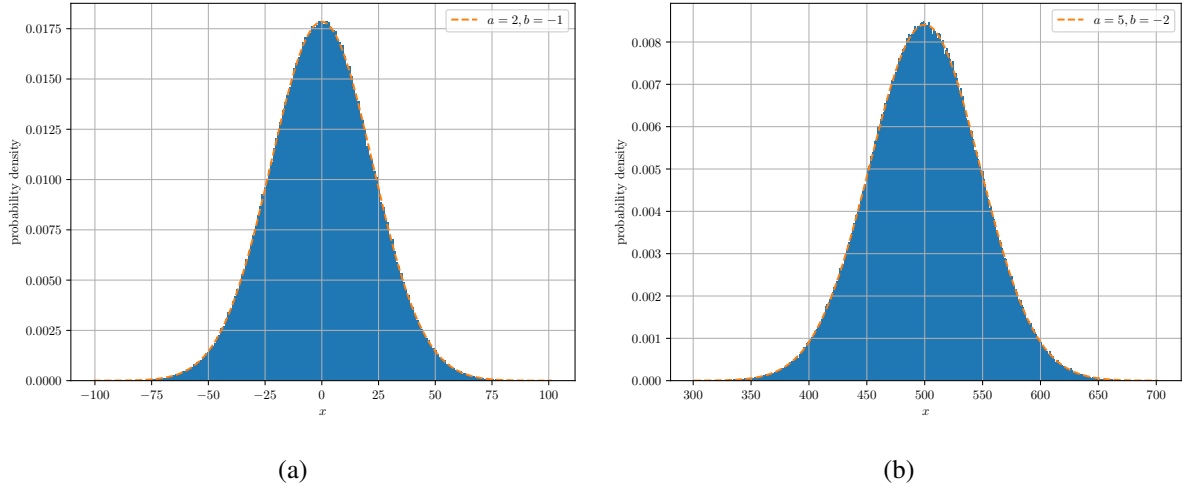 a = 2, b = −1
0.0175
0.0150
0.0125
0.0100
0.0075
0.0050
0.0025
0.0000
probability density
−100 −75 −50 −25 0 25 50 75 100
x
(a)
a = 5, b = −2
0.008
0.007
0.006
0.005
0.004
0.003
0.002
0.001
0.000
probability density
300 350 400 450 500 550 600 650 700
x
(b)